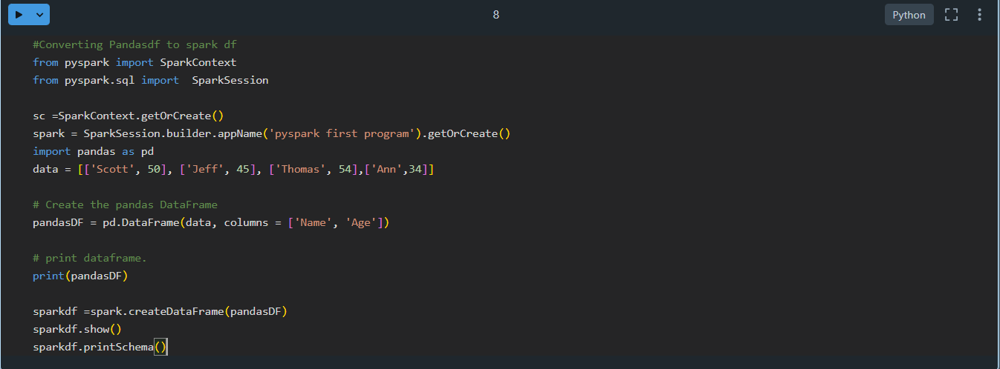 8
Python
#Converting Pandasdf to spark df
from pyspark import SparkContext
from pyspark.sql import  SparkSession
sc =SparkContext.getOrCreate()
spark = SparkSession.builder.appName('pyspark first program').getOrCreate()
import pandas as pd
data = [['Scott', 50], ['Jeff', 45], ['Thomas', 54],['Ann',34]]
# Create the pandas DataFrame
pandasDF = pd.DataFrame(data, columns = ['Name', 'Age'])
# print dataframe.
print(pandasDF)
sparkdf =spark.createDataFrame(pandasDF)
sparkdf.show()
sparkdf.printSchema()